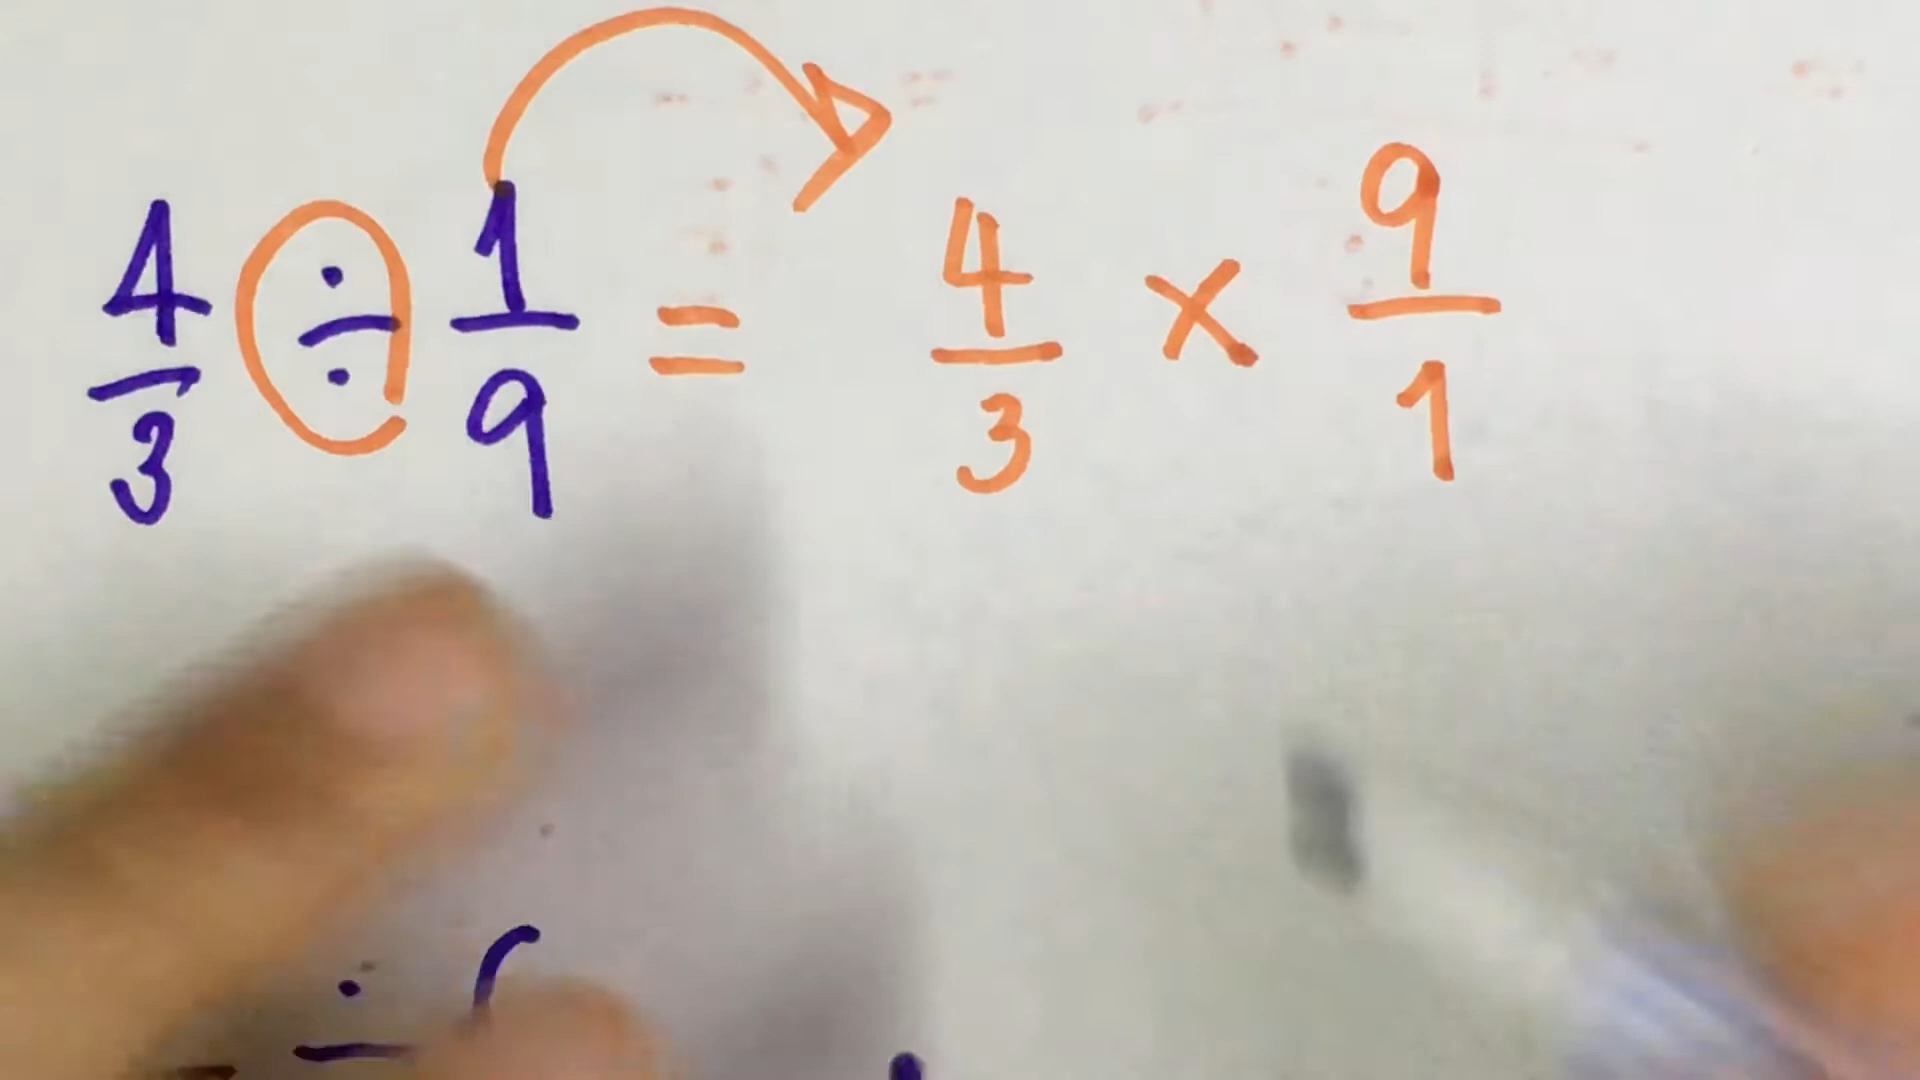 4/3 ÷ 1/9 = 4/3 × 9/1
÷